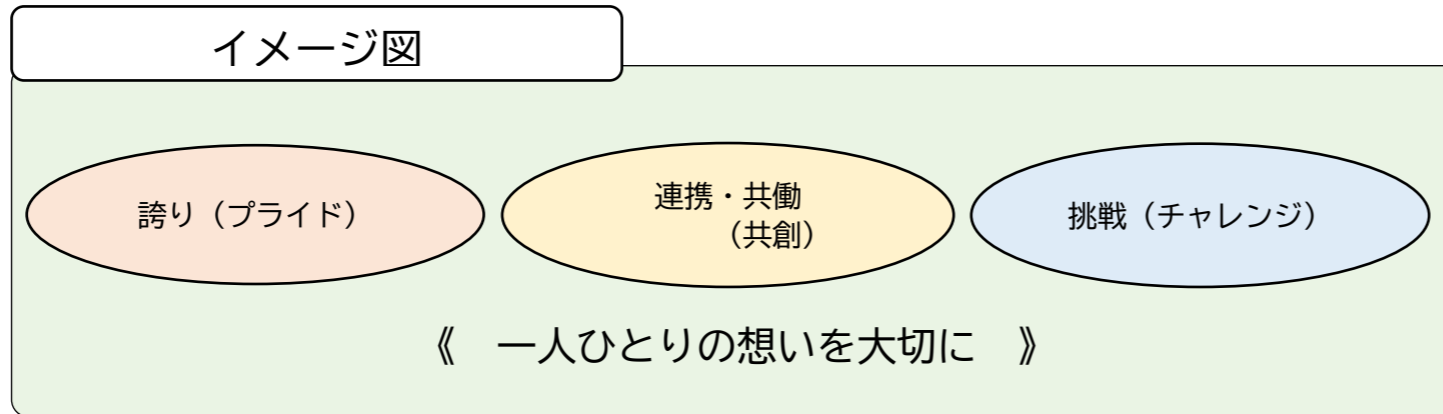 イメージ図
誇り（プライド）
連携・共働
（共創）
挑戦（チャレンジ）
《　一人ひとりの想いを大切に　》